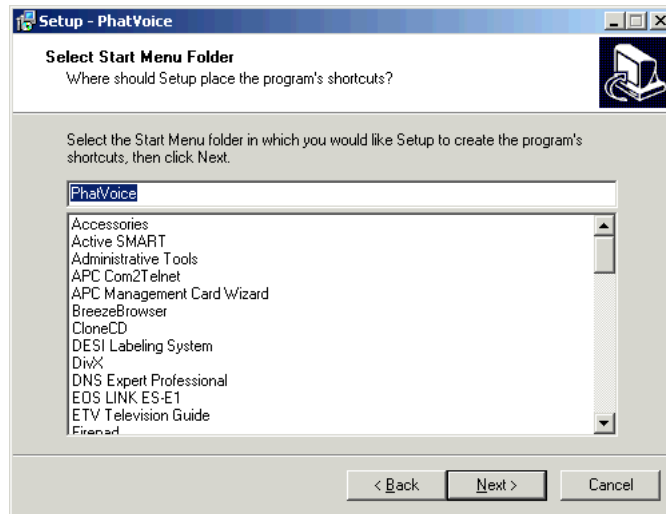 Setup - PhatVoice
Select Start Menu Folder
Where should Setup place the program's shortcuts?
Select the Start Menu folder in which you would like Setup to create the program's
shortcuts, then click Next.
PhatVoice
Accessories
Active SMART
Administrative Tools
APC Com2Telnet
APC Management Card Wizard
BreezeBrowser
CloneCD
DESI Labeling System
DivX
DNS Expert Professional
EOS LINK ES-E1
ETV Television Guide
Firepad
< Back Next > Cancel